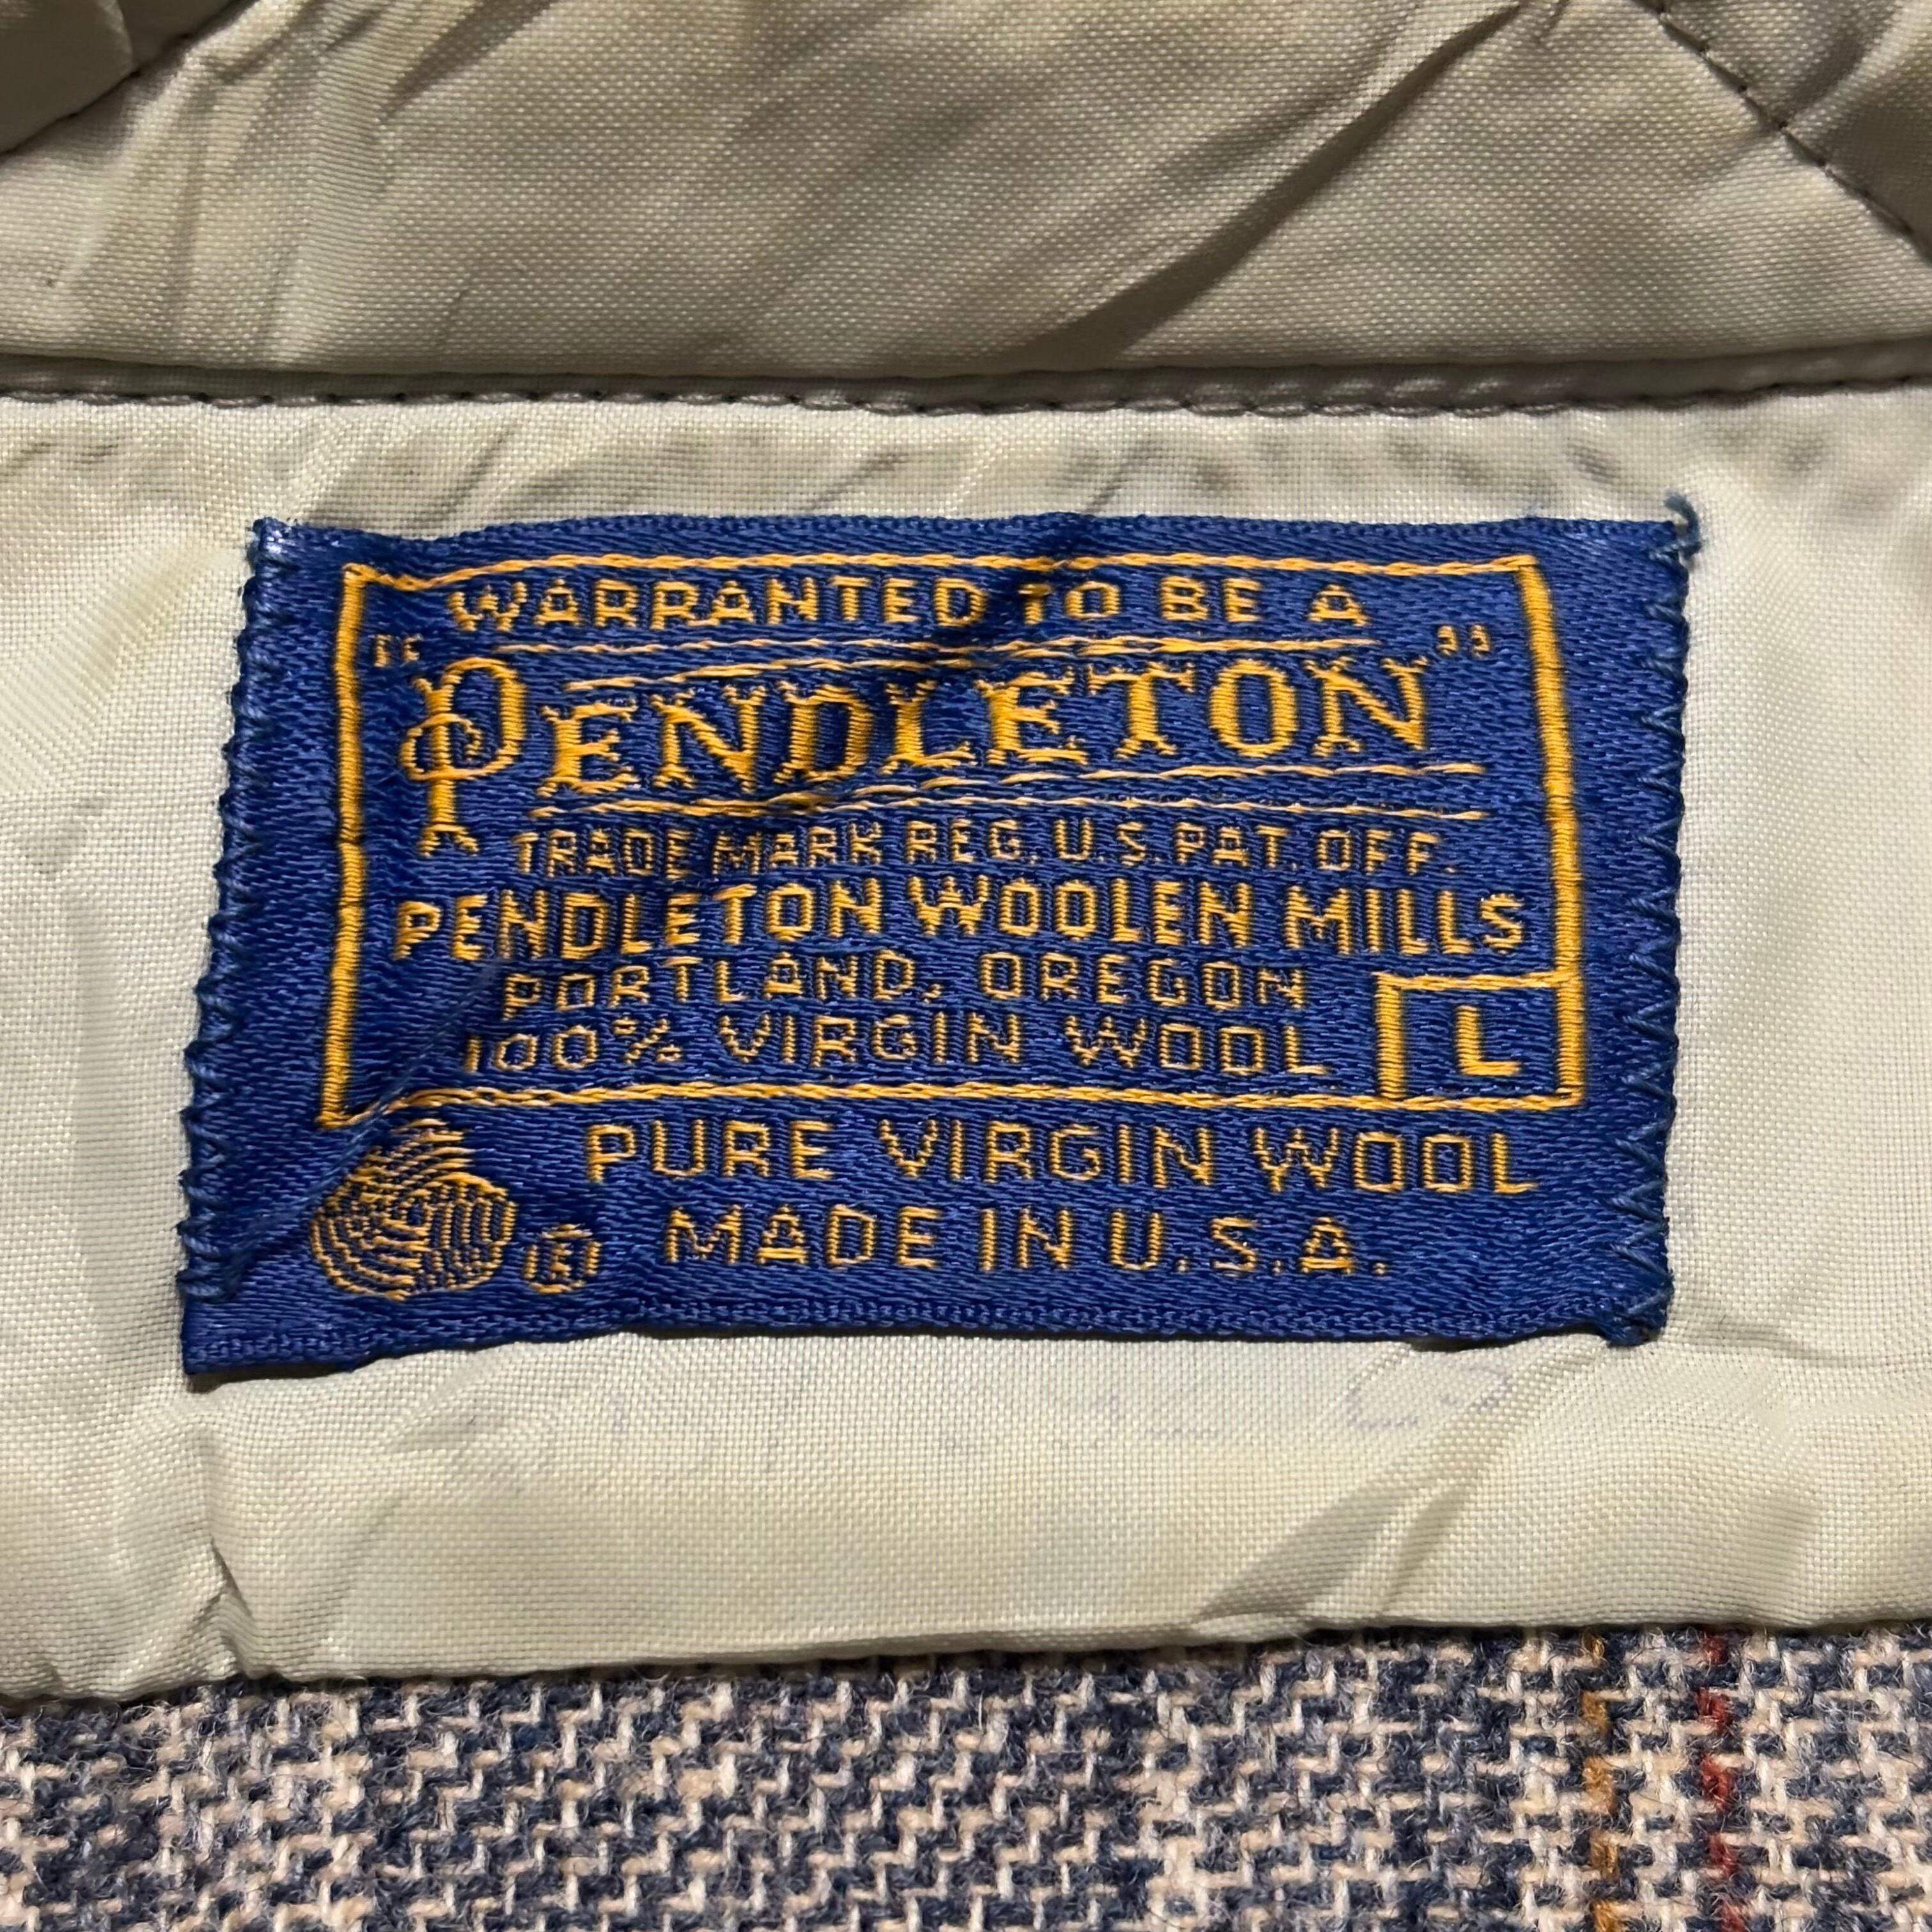 WARRANTED TO BE A
"PENDLETON"
TRADE MARK REG. U.S. PAT. OFF.
PENDLETON WOOLEN MILLS
PORTLAND, OREGON
100% VIRGIN WOOL
L
PURE VIRGIN WOOL
MADE IN U.S.A.